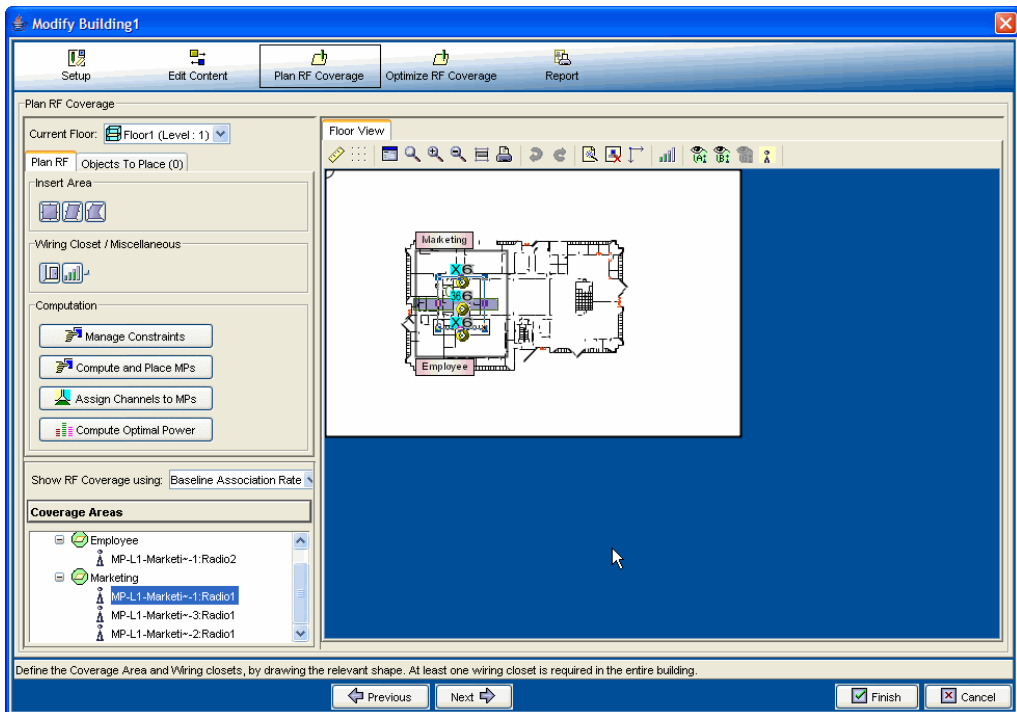 Modify Building1
Setup
Edit Content
Plan RF Coverage
Optimize RF Coverage
Report
Plan RF Coverage
Current Floor: Floor1 (Level : 1)
Plan RF
Objects To Place (0)
Insert Area
Wiring Closet / Miscellaneous
Computation
Manage Constraints
Compute and Place MPs
Assign Channels to MPs
Compute Optimal Power
Show RF Coverage using: Baseline Association Rate
Coverage Areas
Employee
MP-L1-Marketi~-1:Radio2
Marketing
MP-L1-Marketi~-1:Radio1
MP-L1-Marketi~-3:Radio1
MP-L1-Marketi~-2:Radio1
Floor View
Marketing
X 6
36 6
X 6
Employee
Define the Coverage Area and Wiring closets, by drawing the relevant shape. At least one wiring closet is required in the entire building.
Previous
Next
Finish
Cancel